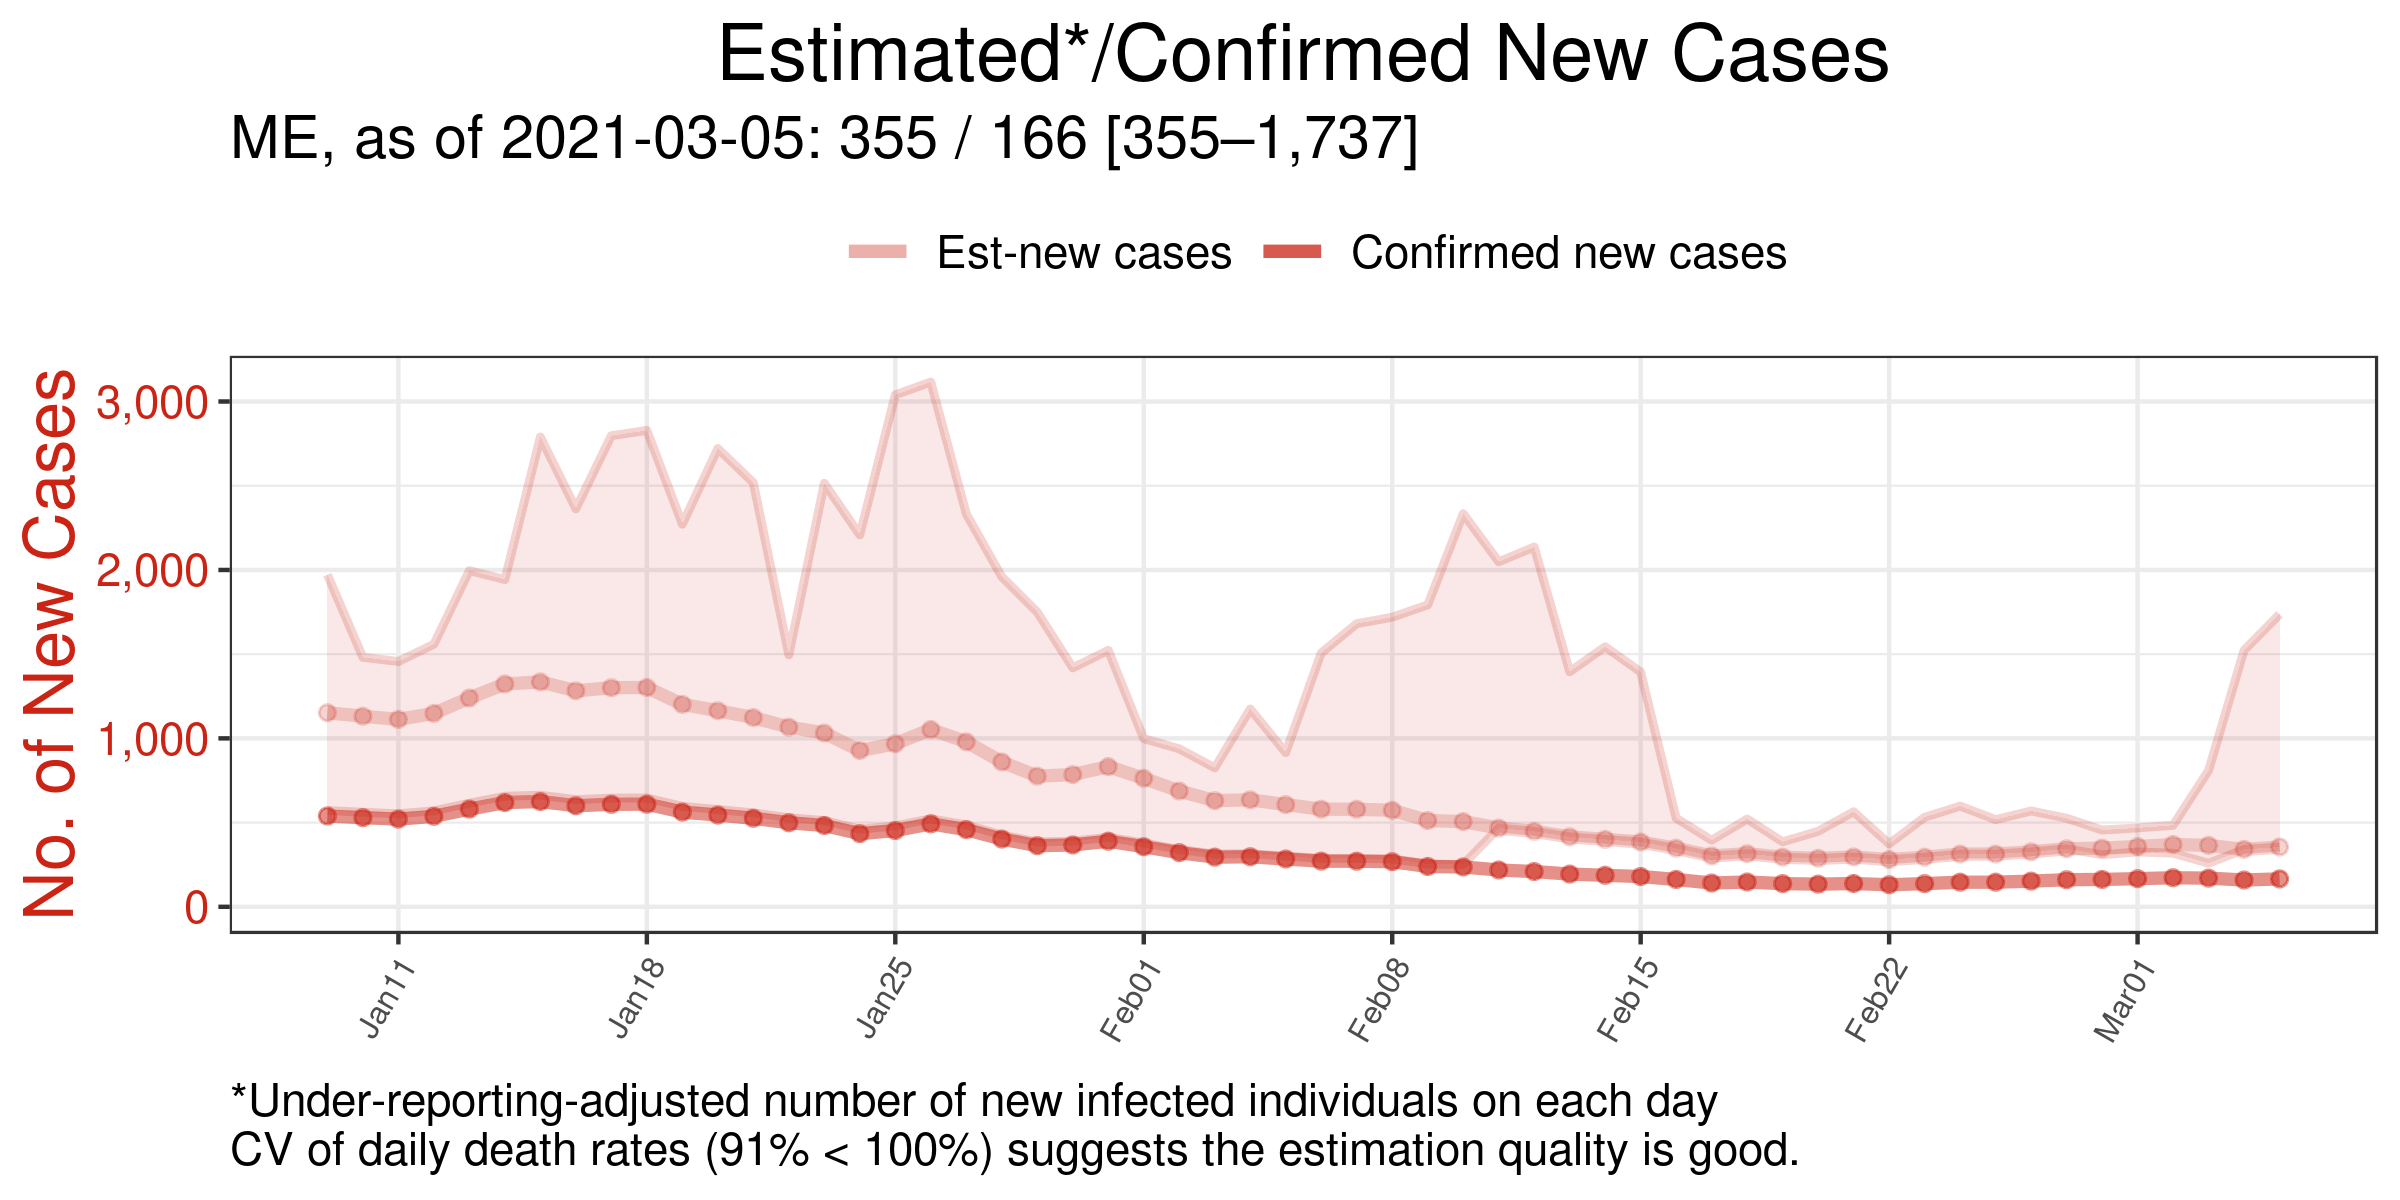 Estimated*/Confirmed New Cases
ME, as of 2021-03-05: 355 / 166 [355–1,737]
Est-new cases
Confirmed new cases
No. of New Cases
3,000
2,000
1,000
0
Jan11
Jan18
Jan25
Feb01
Feb08
Feb15
Feb22
Mar01
*Under-reporting-adjusted number of new infected individuals on each day
CV of daily death rates (91% < 100%) suggests the estimation quality is good.